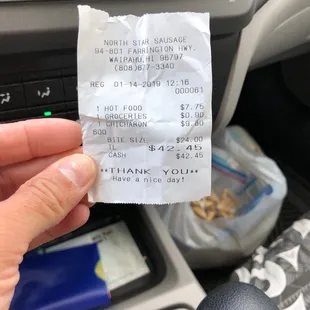 NORTH STAR SAUSAGE
94-801 FARRINGTON HWY.
WAIPAHU,HI 96797
(808)677-3340
REG 01-14-2019 12:16
000061
1 HOT FOOD $7.75
1 GROCERIES $0.90
1 CHICHARON $9.80
600
BITE SIZE $24.00
TL $42.45
CASH $42.45
**THANK YOU**
Have a nice day!